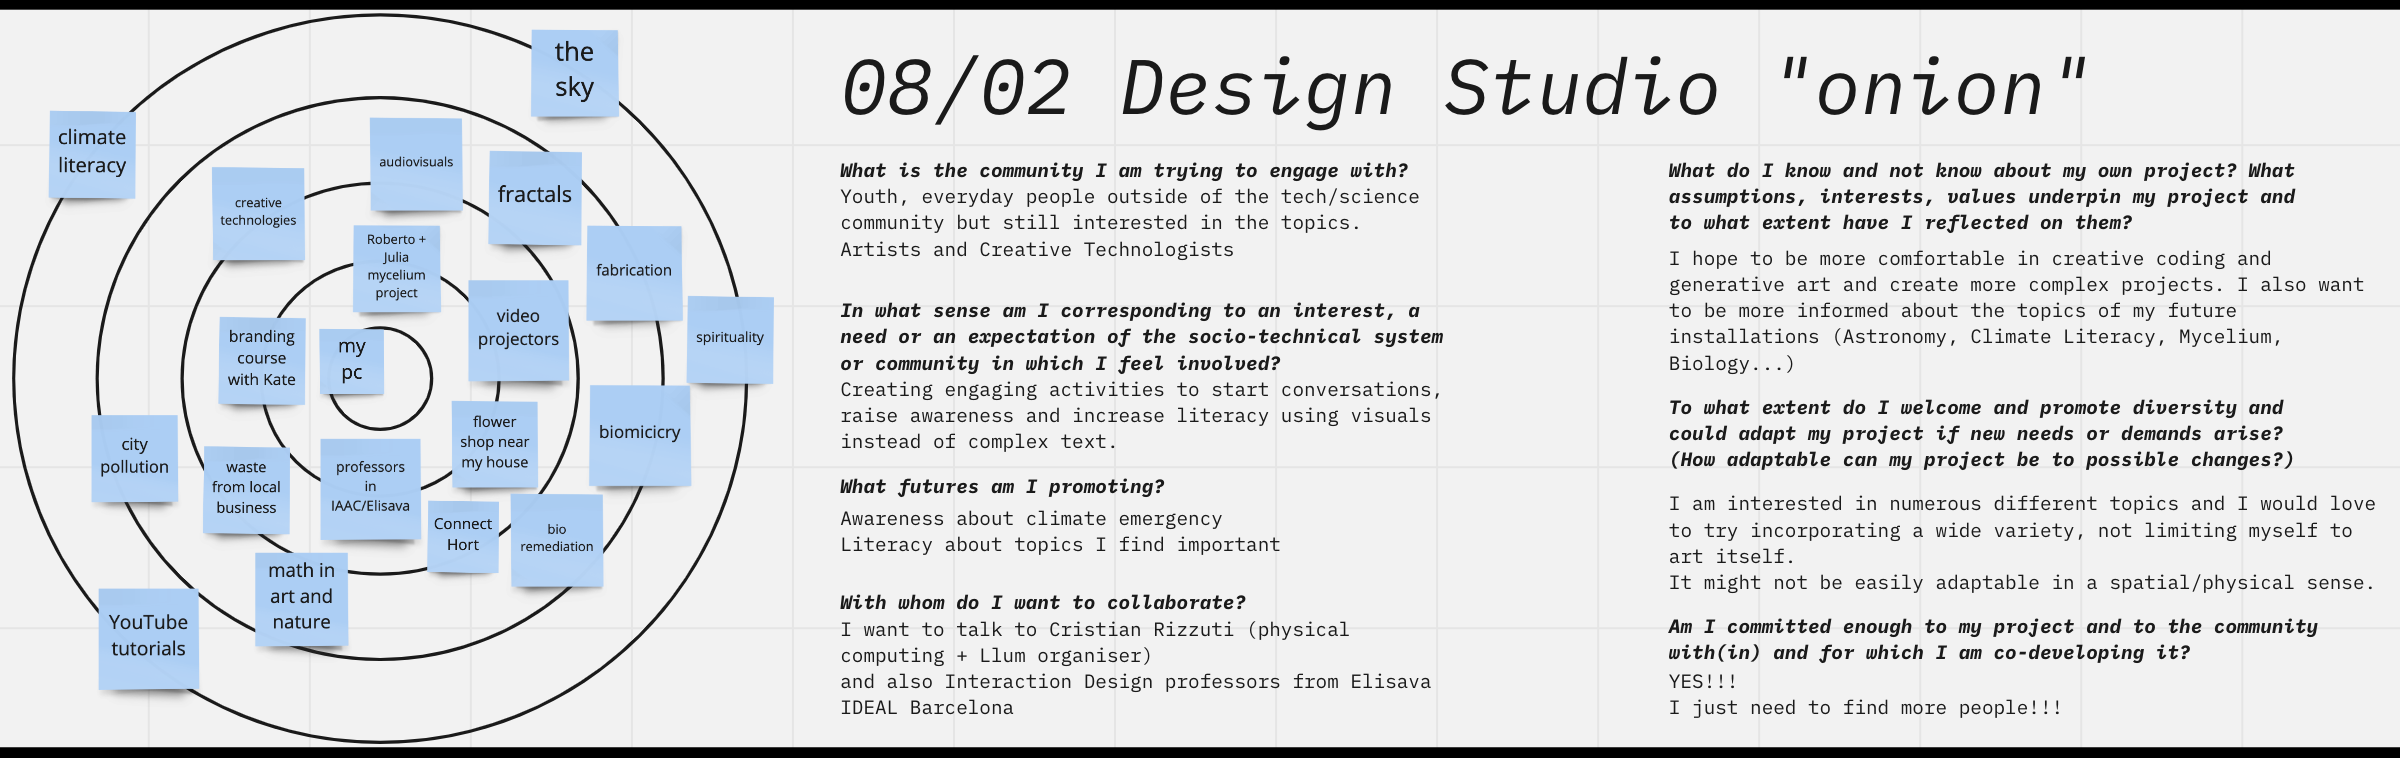 the
sky
climate
literacy
audiovisuals
fractals
creative
technologies
Roberto +
Julia
mycelium
project
fabrication
video
projectors
spirituality
branding
course
with Kate
my
pc
biomicicry
flower
shop near
my house
city
pollution
waste
from local
business
professors
in
IAAC/Elisava
Connect
Hort
bio
remediation
math in
art and
nature
YouTube
tutorials
08/02 Design Studio "onion"
What is the community I am trying to engage with?
Youth, everyday people outside of the tech/science
community but still interested in the topics.
Artists and Creative Technologists
In what sense am I corresponding to an interest, a
need or an expectation of the socio-technical system
or community in which I feel involved?
Creating engaging activities to start conversations,
raise awareness and increase literacy using visuals
instead of complex text.
What futures am I promoting?
Awareness about climate emergency
Literacy about topics I find important
With whom do I want to collaborate?
I want to talk to Cristian Rizzuti (physical
computing + Llum organiser)
and also Interaction Design professors from Elisava
IDEAL Barcelona
What do I know and not know about my own project? What
assumptions, interests, values underpin my project and
to what extent have I reflected on them?
I hope to be more comfortable in creative coding and
generative art and create more complex projects. I also want
to be more informed about the topics of my future
installations (Astronomy, Climate Literacy, Mycelium,
Biology...)
To what extent do I welcome and promote diversity and
could adapt my project if new needs or demands arise?
(How adaptable can my project be to possible changes?)
I am interested in numerous different topics and I would love
to try incorporating a wide variety, not limiting myself to
art itself.
It might not be easily adaptable in a spatial/physical sense.
Am I committed enough to my project and to the community
with(in) and for which I am co-developing it?
YES!!!
I just need to find more people!!!